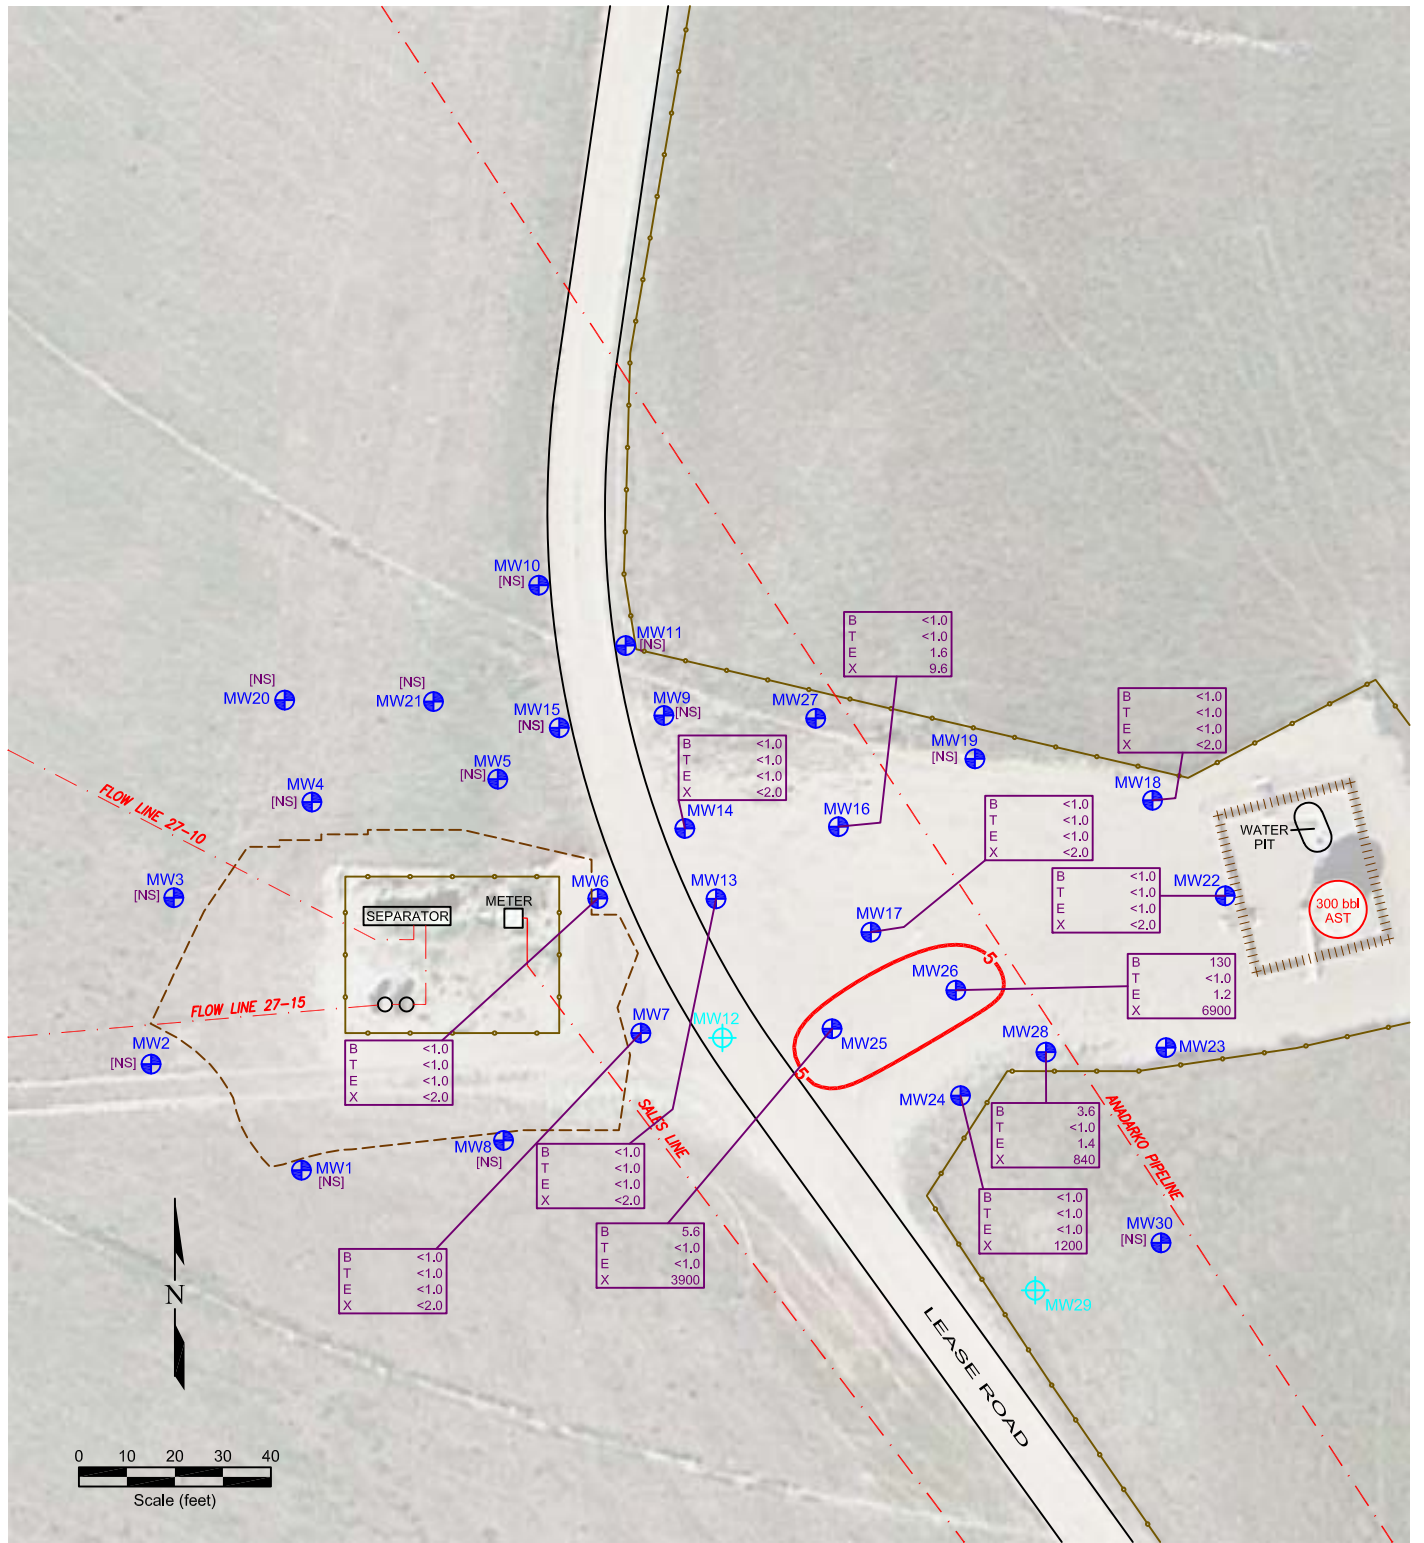 MW10
[NS]
MW11
[NS]
B <1.0
T <1.0
E 1.6
X 9.6
[NS]
MW20
[NS]
MW21
MW15
[NS]
MW9
[NS]
MW27
B <1.0
T <1.0
E <1.0
X <2.0
MW19
[NS]
B <1.0
T <1.0
E <1.0
X <2.0
MW5
[NS]
MW4
[NS]
FLOW LINE 27-10
MW14
MW16
MW18
B <1.0
T <1.0
E <1.0
X <2.0
WATER
PIT
MW3
[NS]
SEPARATOR
METER
MW6
MW13
MW17
B <1.0
T <1.0
E <1.0
X <2.0
MW22
300 bbl
AST
5
MW26
B 130
T <1.0
E 1.2
X 6900
FLOW LINE 27-15
MW2
[NS]
MW7
MW12
MW25
5
MW28
MW23
B <1.0
T <1.0
E <1.0
X <2.0
MW24
B 3.6
T <1.0
E 1.4
X 840
SALES LINE
ANADARKO PIPELINE
MW8
[NS]
MW1
[NS]
B <1.0
T <1.0
E <1.0
X <2.0
B <1.0
T <1.0
E <1.0
X 1200
B 5.6
T <1.0
E <1.0
X 3900
MW30
[NS]
B <1.0
T <1.0
E <1.0
X <2.0
MW29
N
LEASE ROAD
0 10 20 30 40
Scale (feet)